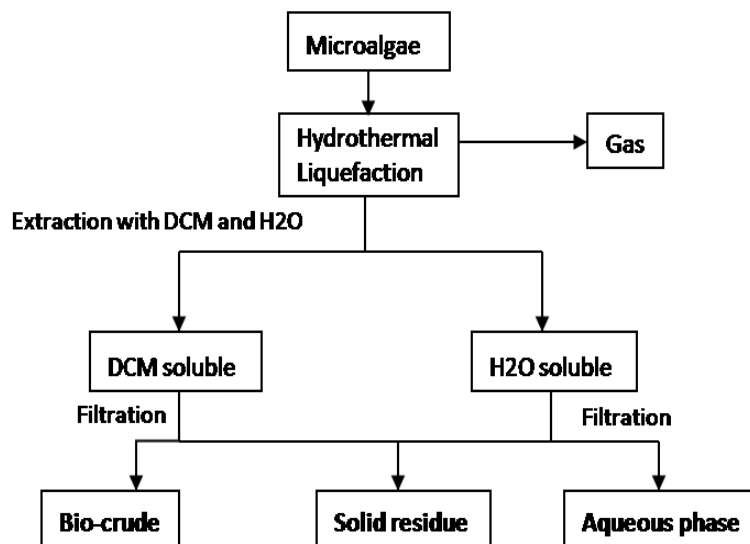 Microalgae
Hydrothermal
Liquefaction
Gas
Extraction with DCM and H2O
DCM soluble
H2O soluble
Filtration
Filtration
Bio-crude
Solid residue
Aqueous phase